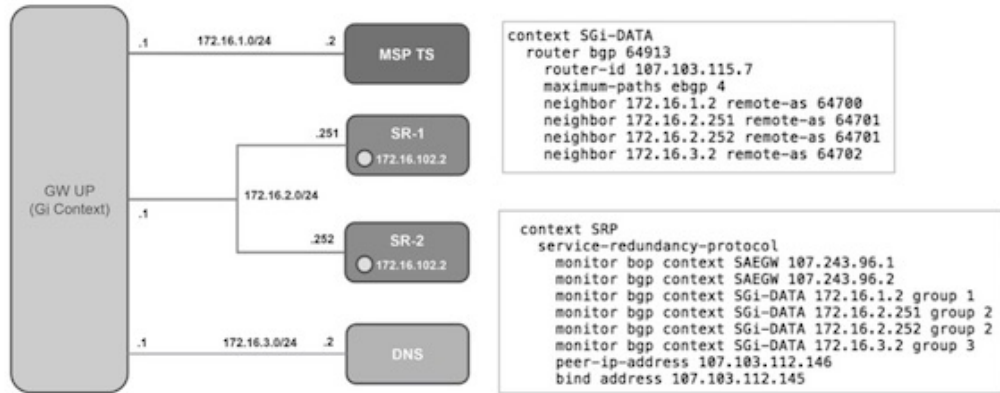 .1
172.16.1.0/24
.2
MSP TS
.251
SR-1
172.16.102.2
GW UP
(Gi Context)
172.16.2.0/24
.1
.252
SR-2
172.16.102.2
.1
172.16.3.0/24
.2
DNS
context SGi-DATA
router bgp 64913
router-id 107.103.115.7
maximum-paths ebgp 4
neighbor 172.16.1.2 remote-as 64700
neighbor 172.16.2.251 remote-as 64701
neighbor 172.16.2.252 remote-as 64701
neighbor 172.16.3.2 remote-as 64702
context SRP
service-redundancy-protocol
monitor bop context SAEGW 107.243.96.1
monitor bop context SAEGW 107.243.96.2
monitor bgp context SGi-DATA 172.16.1.2 group 1
monitor bgp context SGi-DATA 172.16.2.251 group 2
monitor bgp context SGi-DATA 172.16.2.252 group 2
monitor bgp context SGi-DATA 172.16.3.2 group 3
peer-ip-address 107.103.112.146
bind address 107.103.112.145